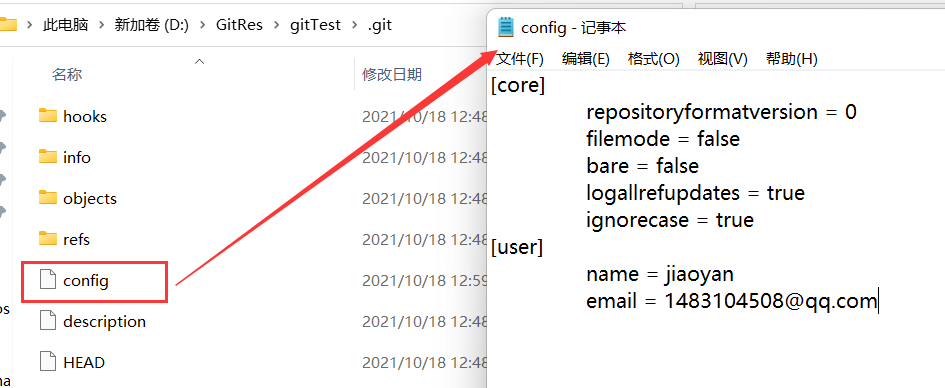 此电脑 > 新加卷 (D:) > GitRes > gitTest > .git
名称
修改日期
hooks
2021/10/18 12:48
info
2021/10/18 12:48
objects
2021/10/18 12:48
refs
2021/10/18 12:48
config
2021/10/18 12:59
description
2021/10/18 12:48
HEAD
2021/10/18 12:48
config - 记事本
文件(F) 编辑(E) 格式(O) 视图(V) 帮助(H)
[core]
repositoryformatversion = 0
filemode = false
bare = false
logallrefupdates = true
ignorecase = true
[user]
name = jiaoyan
email = 1483104508@qq.com